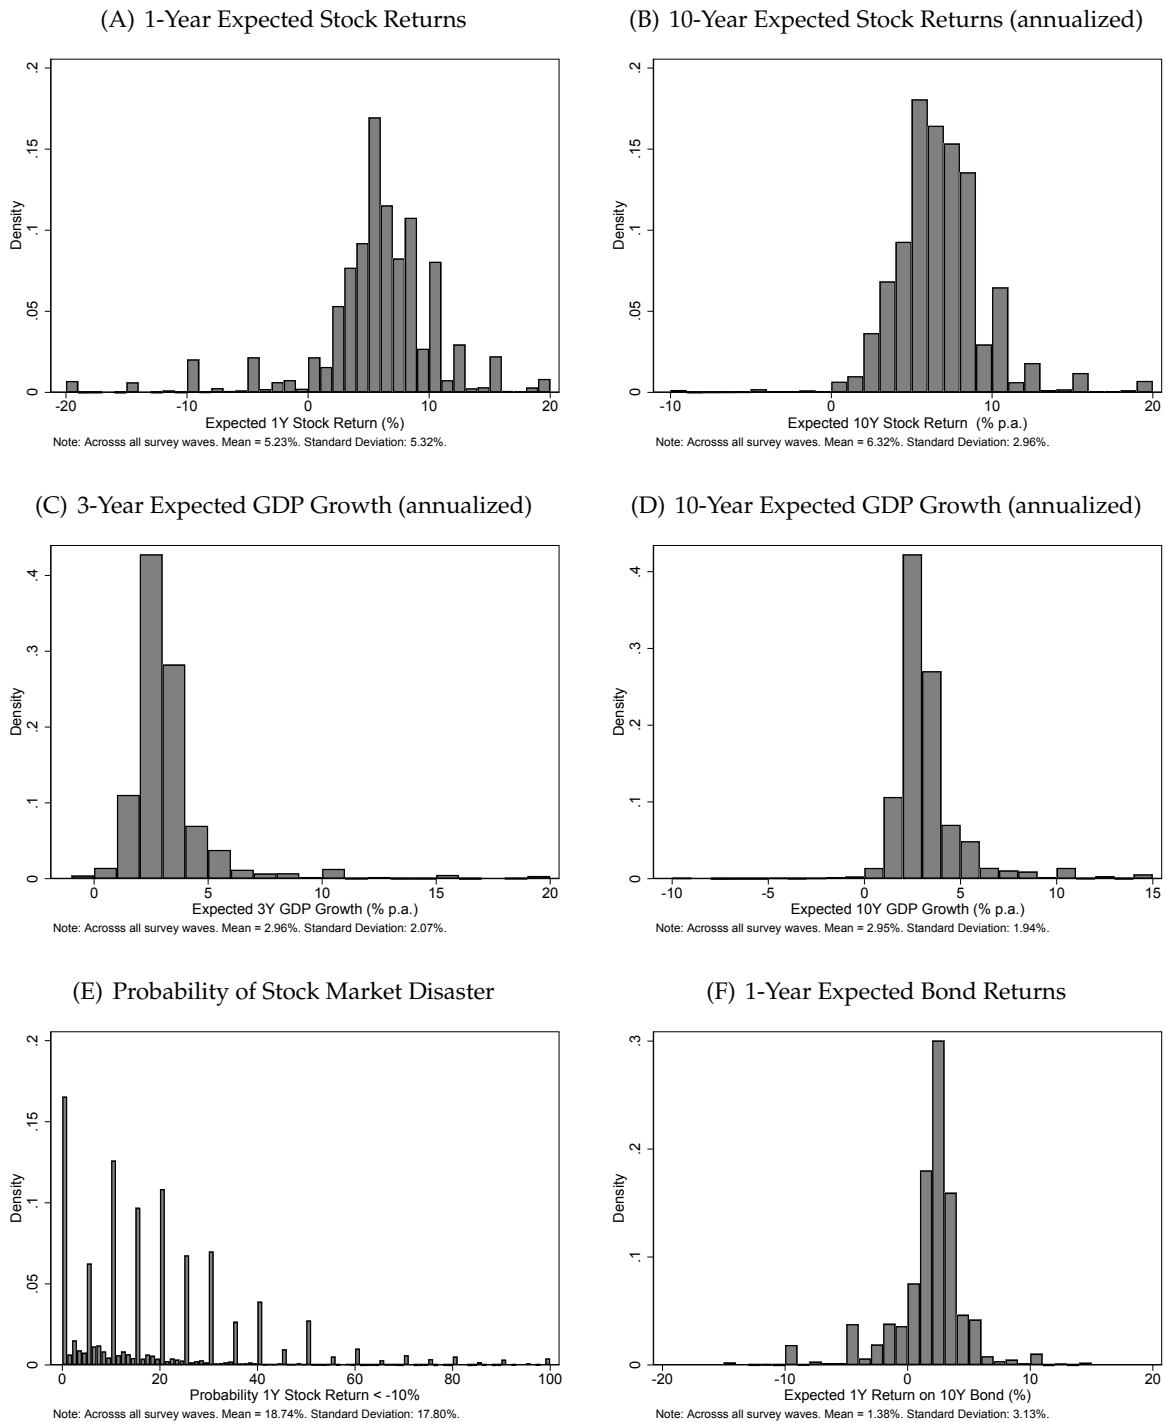 (A) 1-Year Expected Stock Returns
.2
.15
.1
.05
0
Density
-20
-10
0
10
20
Expected 1Y Stock Return (%)
Note: Acrosss all survey waves. Mean = 5.23%. Standard Deviation: 5.32%.
(B) 10-Year Expected Stock Returns (annualized)
.2
.15
.1
.05
0
Density
-10
0
10
20
Expected 10Y Stock Return (% p.a.)
Note: Acrosss all survey waves. Mean = 6.32%. Standard Deviation: 2.96%.
(C) 3-Year Expected GDP Growth (annualized)
.4
.3
.2
.1
0
Density
0
5
10
15
20
Expected 3Y GDP Growth (% p.a.)
Note: Acrosss all survey waves. Mean = 2.96%. Standard Deviation: 2.07%.
(D) 10-Year Expected GDP Growth (annualized)
.4
.3
.2
.1
0
Density
-10
-5
0
5
10
15
Expected 10Y GDP Growth (% p.a.)
Note: Acrosss all survey waves. Mean = 2.95%. Standard Deviation: 1.94%.
(E) Probability of Stock Market Disaster
.2
.15
.1
.05
0
Density
0
20
40
60
80
100
Probability 1Y Stock Return < -10%
Note: Acrosss all survey waves. Mean = 18.74%. Standard Deviation: 17.80%.
(F) 1-Year Expected Bond Returns
.3
.2
.1
0
Density
-20
-10
0
10
20
Expected 1Y Return on 10Y Bond (%)
Note: Acrosss all survey waves. Mean = 1.38%. Standard Deviation: 3.13%.